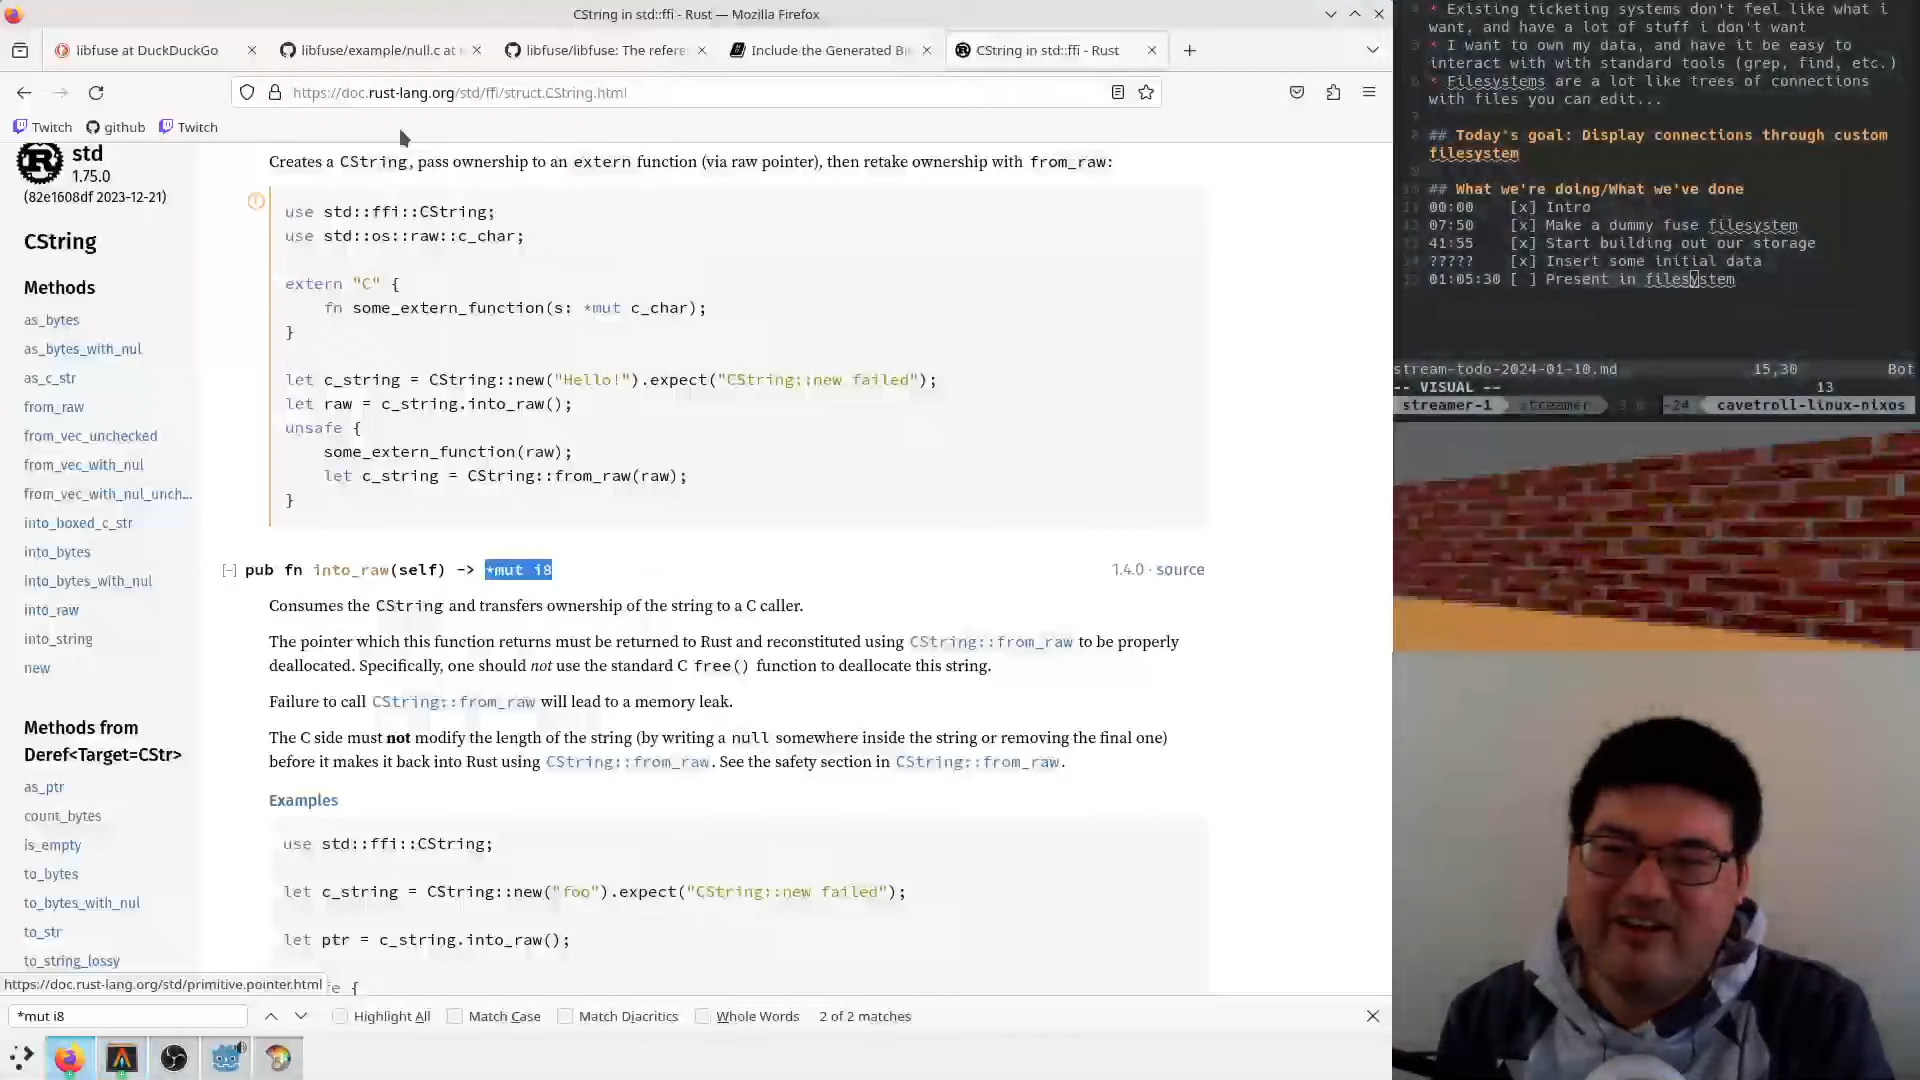 CString in std::ffi - Rust — Mozilla Firefox
libfuse at DuckDuckGo
libfuse/example/null.c at
libfuse/libfuse: The refere
Include the Generated B
CString in std::ffi - Rust
https://doc.rust-lang.org/std/ffi/struct.CString.html
Twitch
github
Twitch
std
1.75.0
(82e1608df 2023-12-21)
CString
Methods
as_bytes
as_bytes_with_nul
as_c_str
from_raw
from_vec_unchecked
from_vec_with_nul
from_vec_with_nul_unch...
into_boxed_c_str
into_bytes
into_bytes_with_nul
into_raw
into_string
new
Methods from
Deref<Target=CStr>
as_ptr
count_bytes
is_empty
to_bytes
to_bytes_with_nul
to_str
to_string_lossy
https://doc.rust-lang.org/std/primitive.pointer.html
Creates a CString, pass ownership to an extern function (via raw pointer), then retake ownership with from_raw:
use std::ffi::CString;
use std::os::raw::c_char;
extern "C" {
fn some_extern_function(s: *mut c_char);
}
let c_string = CString::new("Hello!").expect("CString::new failed");
let raw = c_string.into_raw();
unsafe {
some_extern_function(raw);
let c_string = CString::from_raw(raw);
}
[-] pub fn into_raw(self) -> *mut i8
1.4.0 · source
Consumes the CString and transfers ownership of the string to a C caller.
The pointer which this function returns must be returned to Rust and reconstituted using CString::from_raw to be properly
deallocated. Specifically, one should not use the standard C free() function to deallocate this string.
Failure to call CString::from_raw will lead to a memory leak.
The C side must not modify the length of the string (by writing a null somewhere inside the string or removing the final one)
before it makes it back into Rust using CString::from_raw. See the safety section in CString::from_raw.
Examples
use std::ffi::CString;
let c_string = CString::new("foo").expect("CString::new failed");
let ptr = c_string.into_raw();
fe {
*mut i8
Highlight All
Match Case
Match Diacritics
Whole Words
2 of 2 matches
* Existing ticketing systems don't feel like what i
want, and have a lot of stuff i don't want
* I want to own my data, and have it be easy to
interact with with standard tools (grep, find, etc.)
* Filesystems are a lot like trees of connections
with files you can edit...
## Today's goal: Display connections through custom
filesystem
## What we're doing/What we've done
00:00 [x] Intro
07:50 [x] Make a dummy fuse filesystem
41:55 [x] Start building out our storage
????? [x] Insert some initial data
01:05:30 [ ] Present in filesystem
stream-todo-2024-01-10.md 15,30 Bot
-- VISUAL -- 13
streamer-1 streamer
-24 cavetroll-linux-nixos